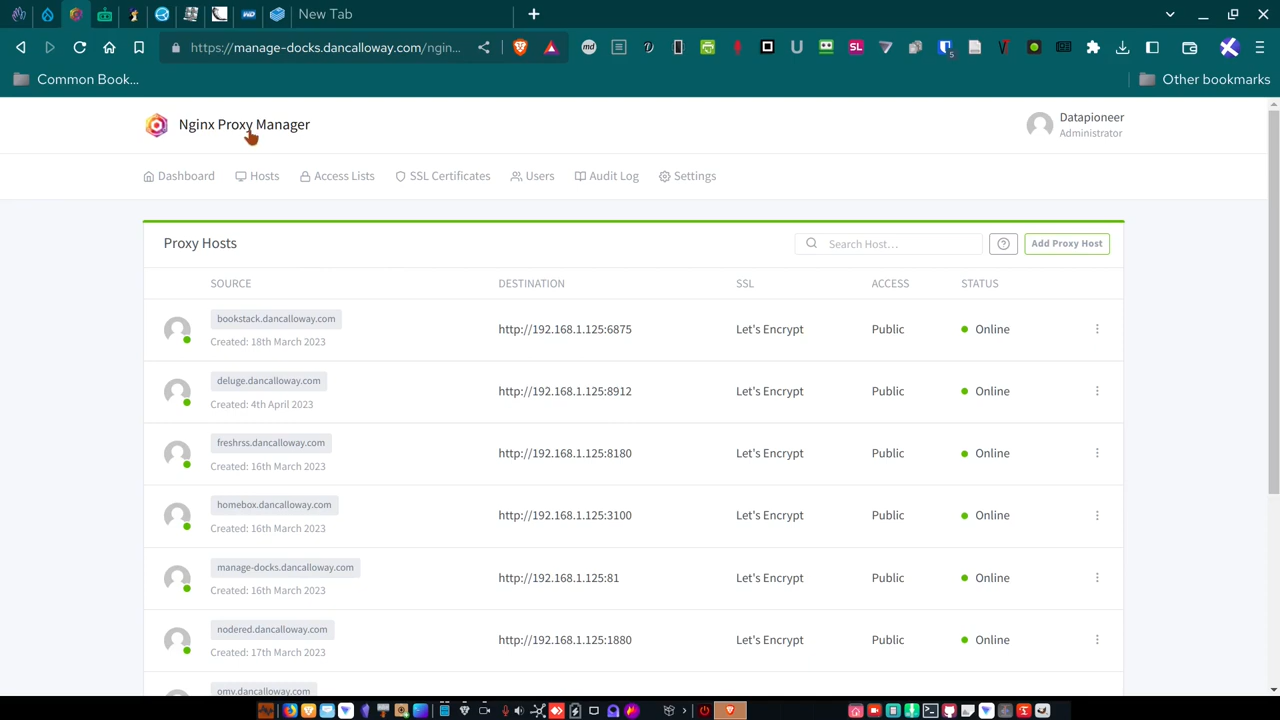 New Tab
https://manage-docks.dancalloway.com/ngin...
Common Book...
Other bookmarks
Nginx Proxy Manager
Datapioneer
Administrator
Dashboard Hosts Access Lists SSL Certificates Users Audit Log Settings
Proxy Hosts
Search Host...
Add Proxy Host
SOURCE DESTINATION SSL ACCESS STATUS
bookstack.dancalloway.com
Created: 18th March 2023
http://192.168.1.125:6875 Let's Encrypt Public Online
deluge.dancalloway.com
Created: 4th April 2023
http://192.168.1.125:8912 Let's Encrypt Public Online
freshrss.dancalloway.com
Created: 16th March 2023
http://192.168.1.125:8180 Let's Encrypt Public Online
homebox.dancalloway.com
Created: 16th March 2023
http://192.168.1.125:3100 Let's Encrypt Public Online
manage-docks.dancalloway.com
Created: 16th March 2023
http://192.168.1.125:81 Let's Encrypt Public Online
nodered.dancalloway.com
Created: 17th March 2023
http://192.168.1.125:1880 Let's Encrypt Public Online
omv.dancalloway.com